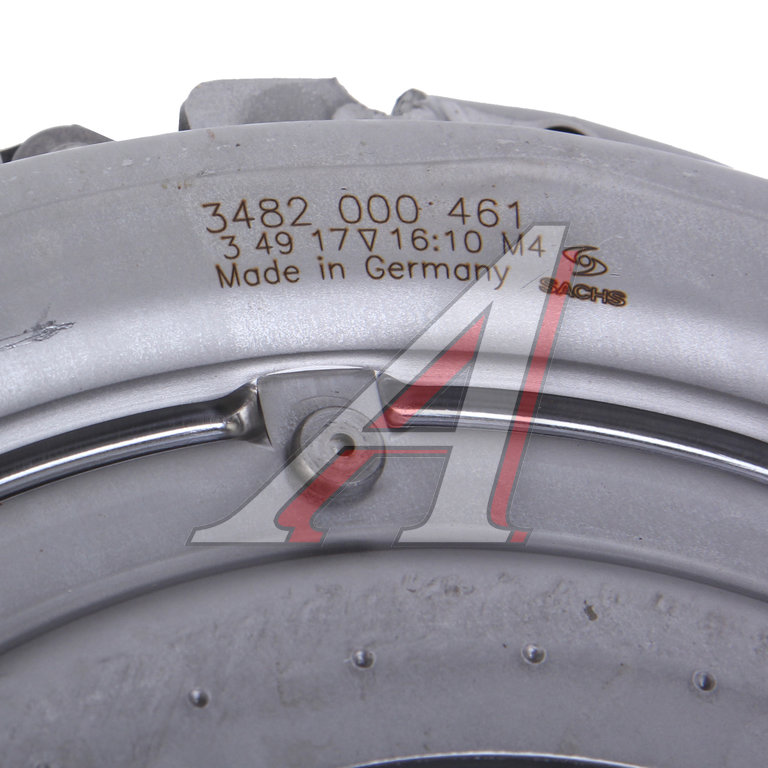 3482 000 461
3 49 17 ∇ 16:10 M4
Made in Germany
SACHS
A